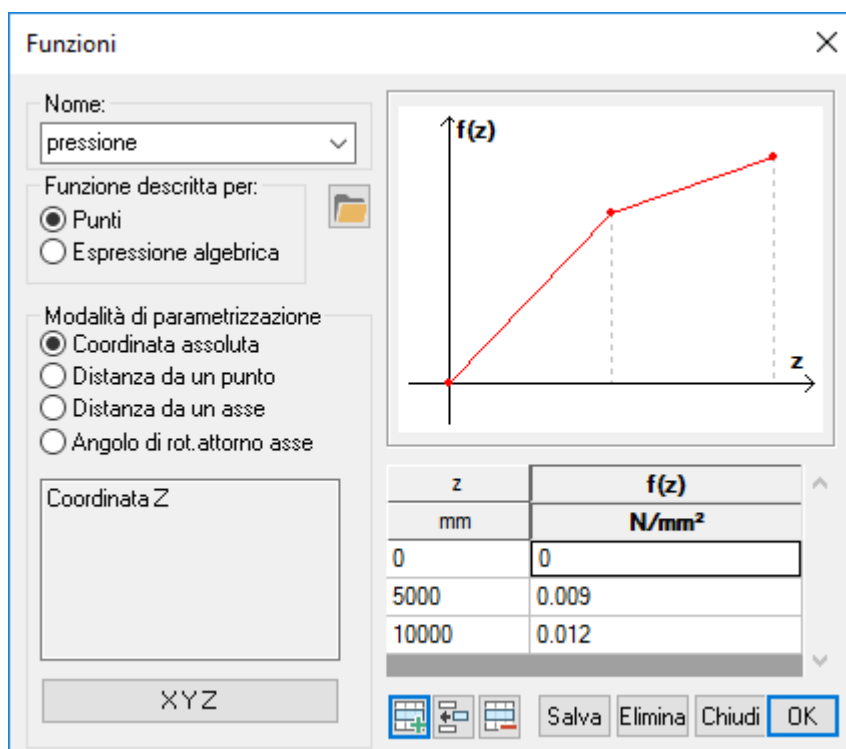 Funzioni
Nome:
pressione
Funzione descritta per:
Punti
Espressione algebrica
Modalità di parametrizzazione
Coordinata assoluta
Distanza da un punto
Distanza da un asse
Angolo di rot.attorno asse
Coordinata Z
XYZ
f(z)
z
z f(z)
mm N/mm²
0 0
5000 0.009
10000 0.012
Salva Elimina Chiudi OK